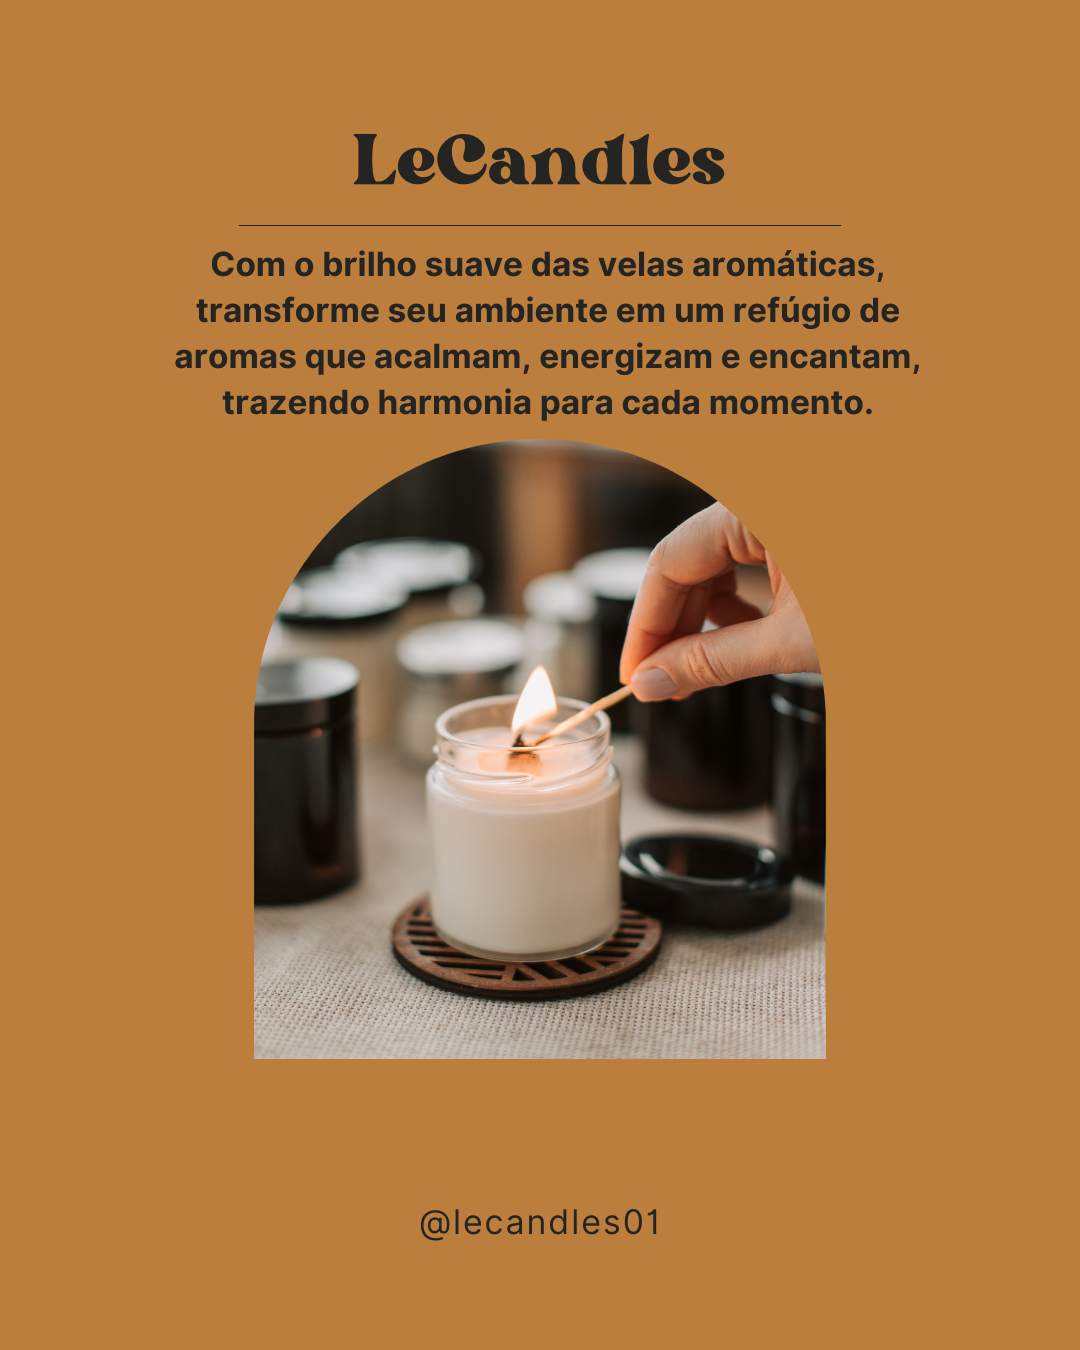 LeCandles
Com o brilho suave das velas aromáticas,
transforme seu ambiente em um refúgio de
aromas que acalmam, energizam e encantam,
trazendo harmonia para cada momento.
@lecandles01